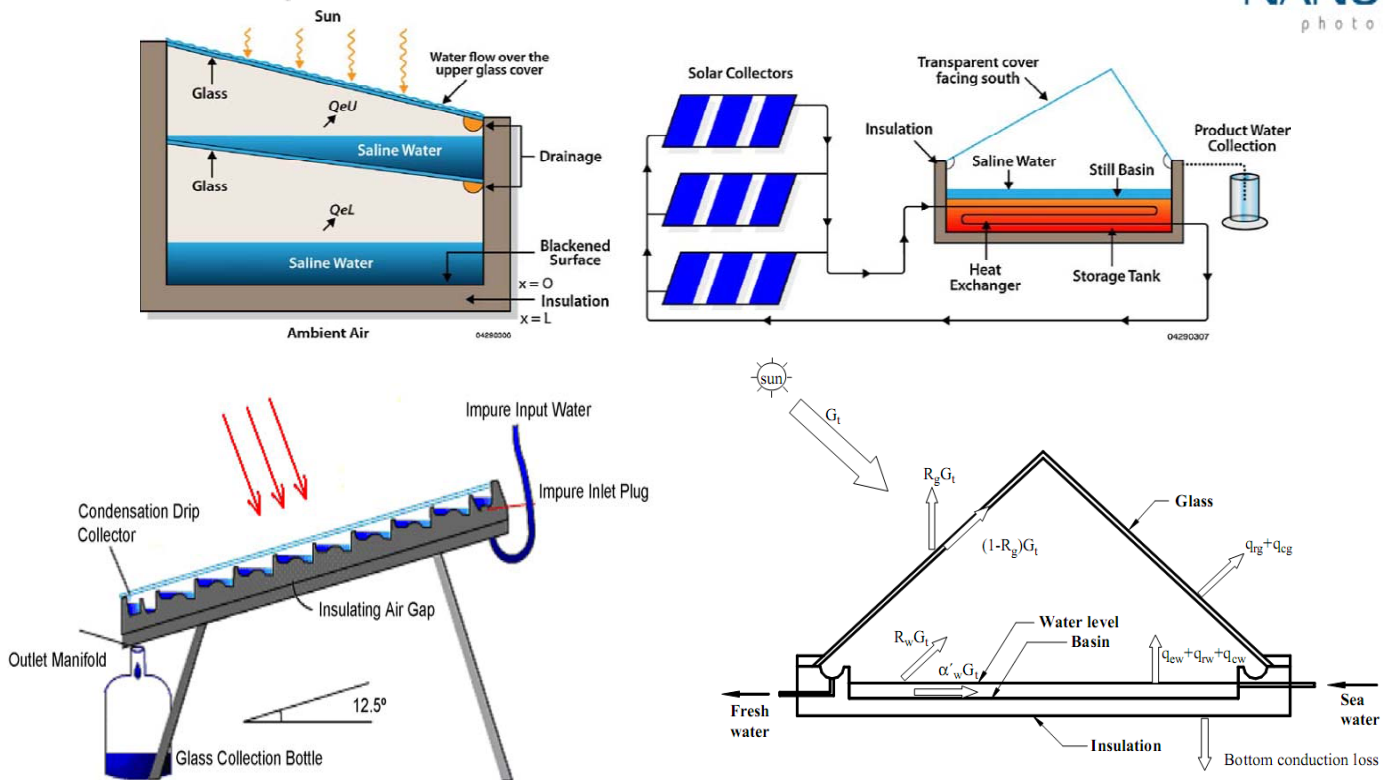 NANO
photo
Sun
Water flow over the
upper glass cover
Glass
QeU
Saline Water
Drainage
Glass
QeL
Saline Water
Blackened
Surface
x = O
Insulation
x = L
Ambient Air
04290306
Solar Collectors
Transparent cover
facing south
Insulation
Product Water
Collection
Saline Water
Still Basin
Heat
Exchanger
Storage Tank
04290307
Impure Input Water
Impure Inlet Plug
Condensation Drip
Collector
Insulating Air Gap
Outlet Manifold
12.5º
Glass Collection Bottle
sun
Gt
RgGt
Glass
(1-Rg)Gt
qrg+qcg
Water level
Basin
RwGt
qew+qrw+qcw
α′wGt
Fresh
water
Sea
water
Insulation
Bottom conduction loss